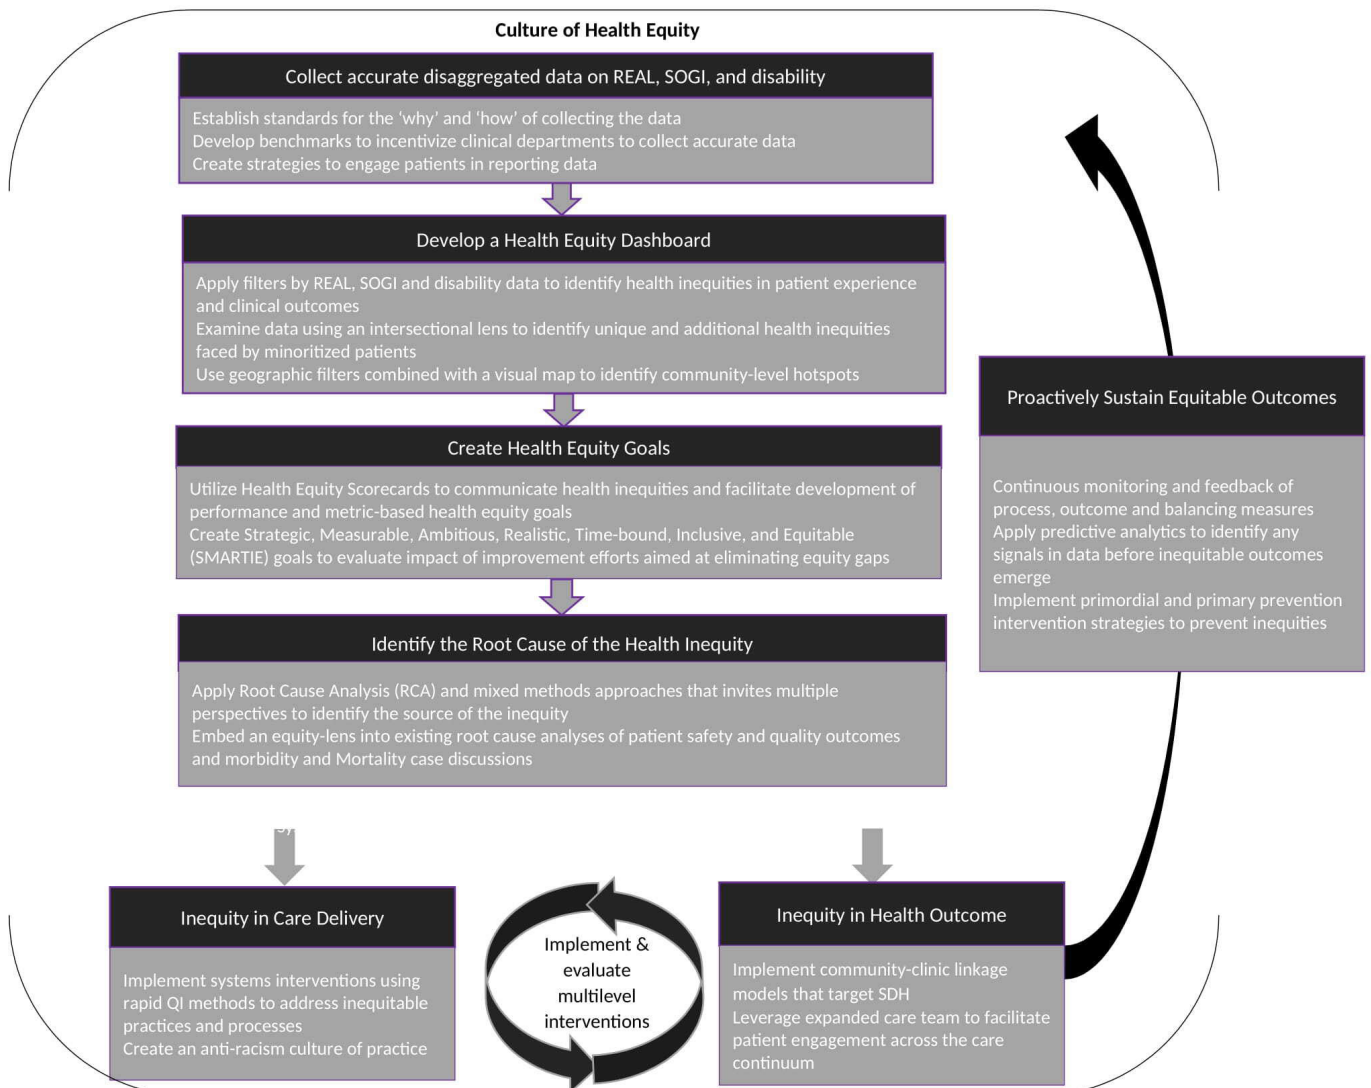 Culture of Health Equity
Collect accurate disaggregated data on REAL, SOGI, and disability
Establish standards for the ‘why’ and ‘how’ of collecting the data
Develop benchmarks to incentivize clinical departments to collect accurate data
Create strategies to engage patients in reporting data
Develop a Health Equity Dashboard
Apply filters by REAL, SOGI and disability data to identify health inequities in patient experience
and clinical outcomes
Examine data using an intersectional lens to identify unique and additional health inequities
faced by minoritized patients
Use geographic filters combined with a visual map to identify community-level hotspots
Create Health Equity Goals
Utilize Health Equity Scorecards to communicate health inequities and facilitate development of
performance and metric-based health equity goals
Create Strategic, Measurable, Ambitious, Realistic, Time-bound, Inclusive, and Equitable
(SMARTIE) goals to evaluate impact of improvement efforts aimed at eliminating equity gaps
Identify the Root Cause of the Health Inequity
Apply Root Cause Analysis (RCA) and mixed methods approaches that invites multiple
perspectives to identify the source of the inequity
Embed an equity-lens into existing root cause analyses of patient safety and quality outcomes
and morbidity and Mortality case discussions
Inequity in Care Delivery
Implement systems interventions using
rapid QI methods to address inequitable
practices and processes
Create an anti-racism culture of practice
Implement &
evaluate
multilevel
interventions
Inequity in Health Outcome
Implement community-clinic linkage
models that target SDH
Leverage expanded care team to facilitate
patient engagement across the care
continuum
Proactively Sustain Equitable Outcomes
Continuous monitoring and feedback of
process, outcome and balancing measures
Apply predictive analytics to identify any
signals in data before inequitable outcomes
emerge
Implement primordial and primary prevention
intervention strategies to prevent inequities